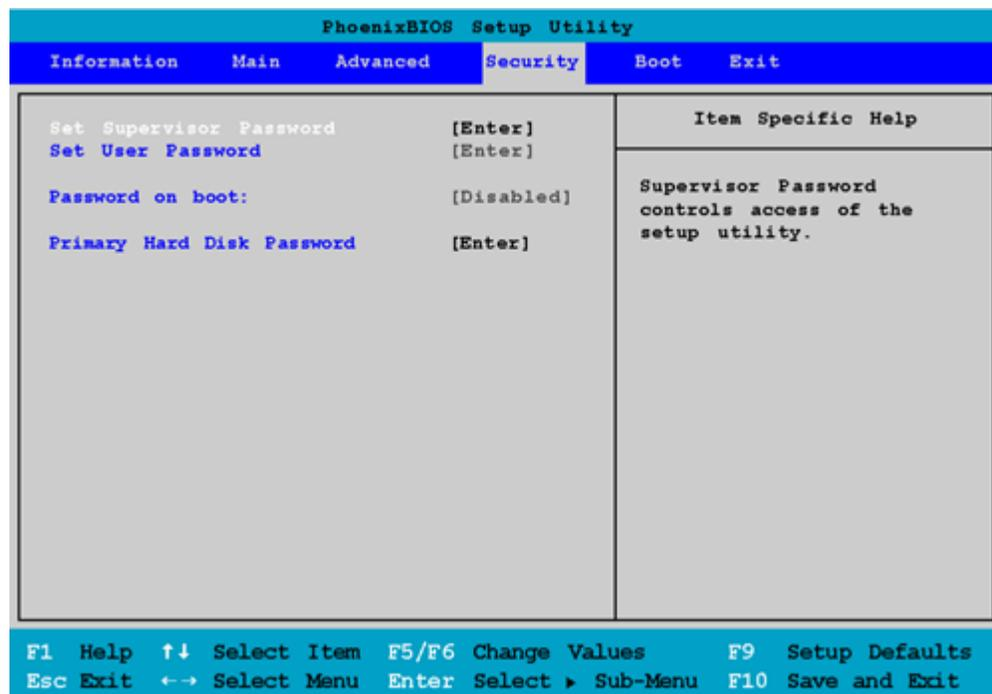 PhoenixBIOS Setup Utility
Information Main Advanced Security Boot Exit
Set Supervisor Password [Enter]
Set User Password [Enter]
Password on boot: [Disabled]
Primary Hard Disk Password [Enter]
Item Specific Help
Supervisor Password
controls access of the
setup utility.
F1 Help ↑↓ Select Item F5/F6 Change Values F9 Setup Defaults
Esc Exit ←→ Select Menu Enter Select ▸ Sub-Menu F10 Save and Exit